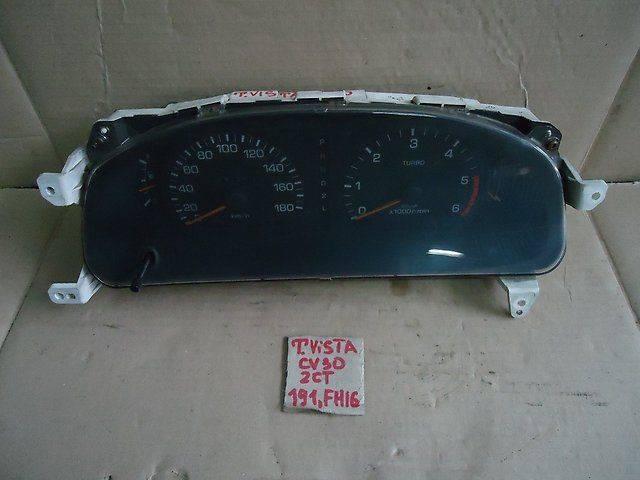 T.VISTA
80 100 120
60 140
40 160
20 180
km/h
P
R
N
D
2
L
3
2 4
TURBO
1 5
0 6
x1000r/min
T.VISTA
CV30
2CT
191,FH16